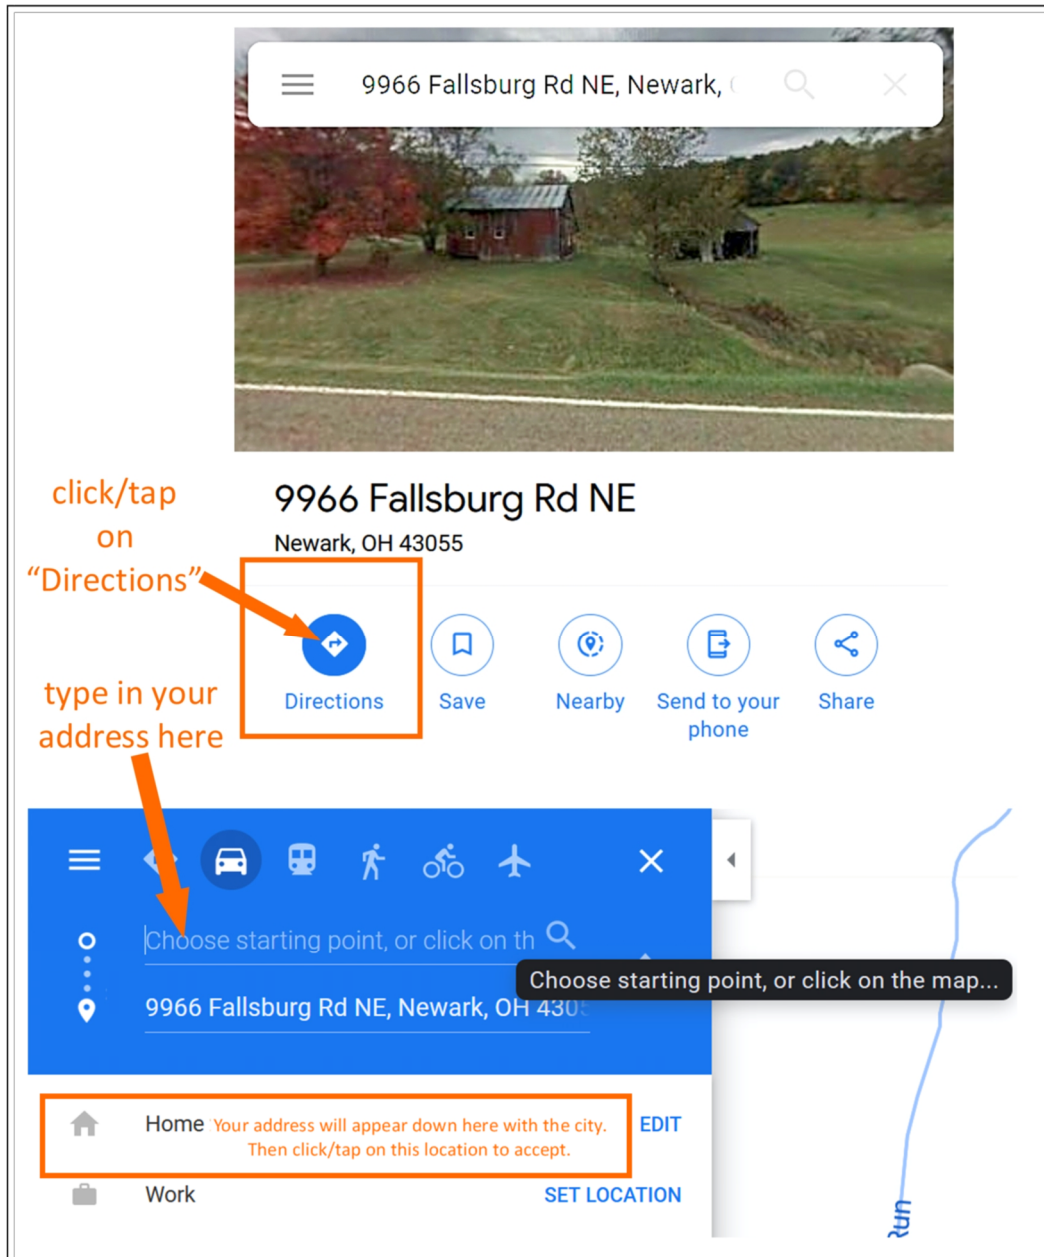 9966 Fallsburg Rd NE, Newark,
click/tap
on
“Directions”
9966 Fallsburg Rd NE
Newark, OH 43055
Directions
Save
Nearby
Send to your
phone
Share
type in your
address here
Choose starting point, or click on th
Choose starting point, or click on the map...
9966 Fallsburg Rd NE, Newark, OH 4305
Home Your address will appear down here with the city. EDIT
Then click/tap on this location to accept.
Work SET LOCATION
Run